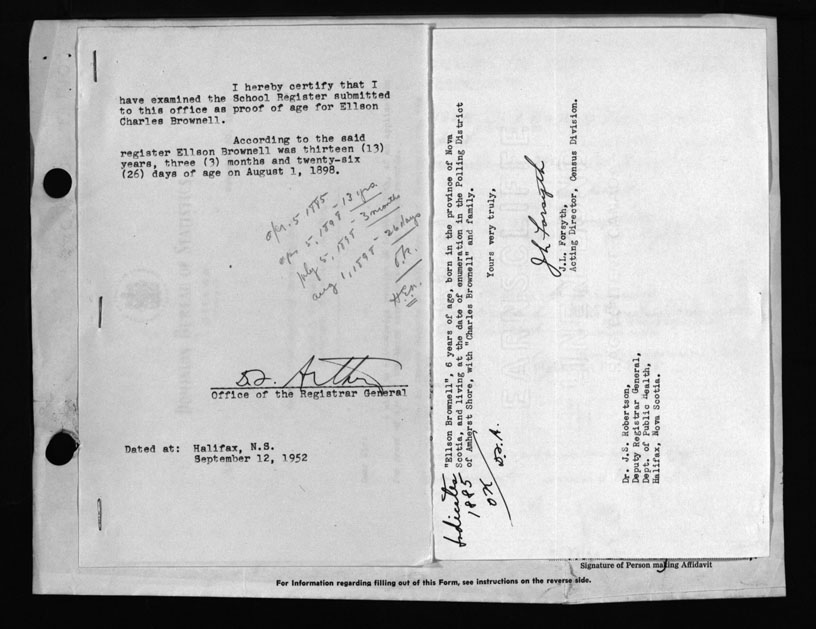 I hereby certify that I
have examined the School Register submitted
to this office as proof of age for Ellson
Charles Brownell.
According to the said
register Ellson Brownell was thirteen (13)
years, three (3) months and twenty-six
(26) days of age on August 1, 1898.
apr. 5 1885
apr 5, 1898 - 13 yrs
July 5, 1898 - 3 months
aug 1, 1898 - 26 days
O.K.
Office of the Registrar General
Dated at: Halifax, N.S.
September 12, 1952
"Ellson Brownell", 6 years of age, born in the province of Nova
Scotia, and living at the date of enumeration in the Polling District
of Amherst Shore, with "Charles Brownell" and family.
Yours very truly,
J L Forsyth
J.L. Forsyth,
Acting Director, Census Division.
Dr. J.S. Robertson,
Deputy Registrar General,
Dept. of Public Health,
Halifax, Nova Scotia.
Indicates
1885
OK D.A.
Signature of Person making Affidavit
For Information regarding filling out of this Form, see instructions on the reverse side.